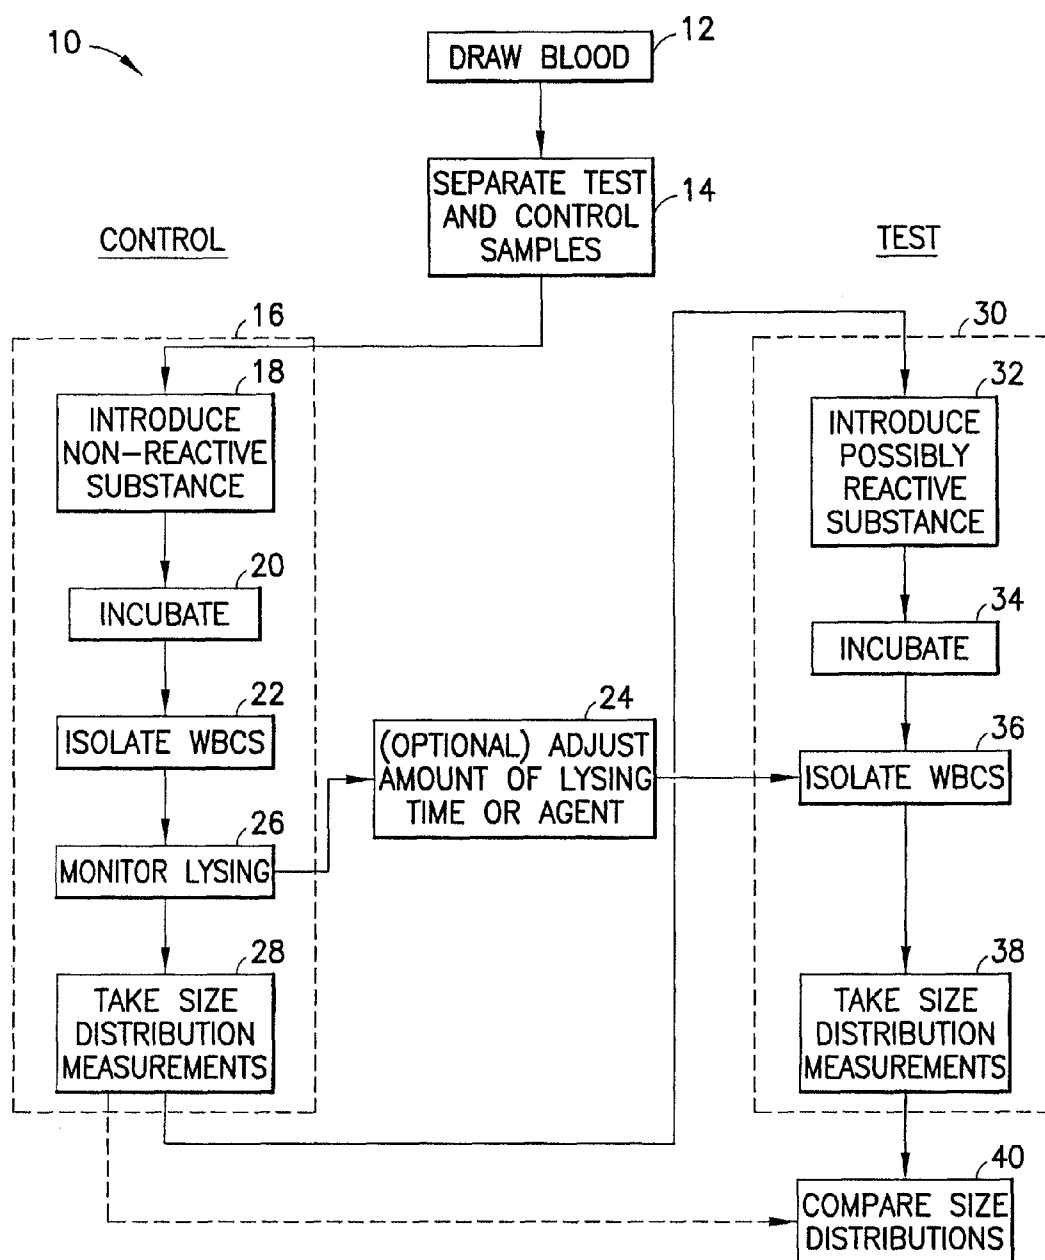 10
12
DRAW BLOOD
14
SEPARATE TEST
AND CONTROL
SAMPLES
CONTROL
TEST
16
18
INTRODUCE
NON-REACTIVE
SUBSTANCE
20
INCUBATE
22
ISOLATE WBCS
26
MONITOR LYSING
28
TAKE SIZE
DISTRIBUTION
MEASUREMENTS
24
(OPTIONAL) ADJUST
AMOUNT OF LYSING
TIME OR AGENT
30
32
INTRODUCE
POSSIBLY
REACTIVE
SUBSTANCE
34
INCUBATE
36
ISOLATE WBCS
38
TAKE SIZE
DISTRIBUTION
MEASUREMENTS
40
COMPARE SIZE
DISTRIBUTIONS